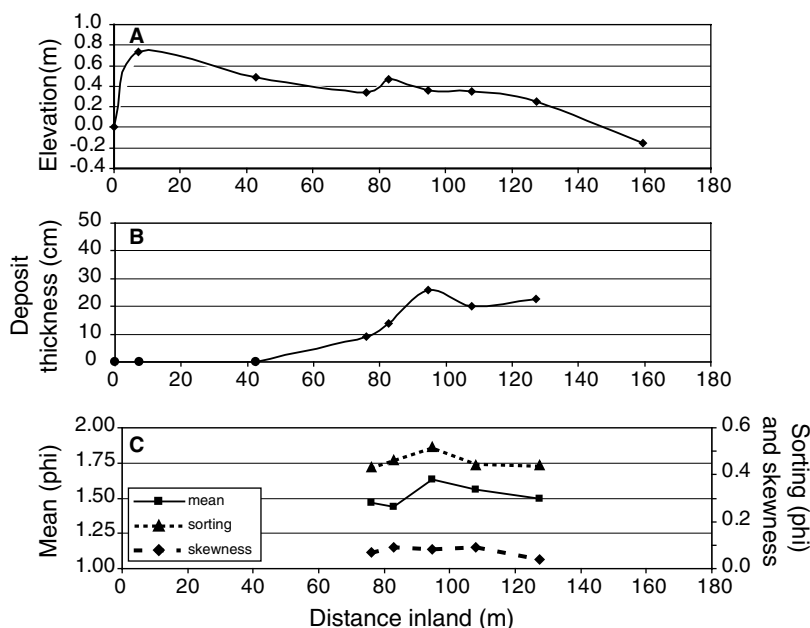 A
Elevation(m)
1.0
0.8
0.6
0.4
0.2
0.0
-0.2
-0.4
0 20 40 60 80 100 120 140 160 180
B
Deposit
thickness (cm)
50
40
30
20
10
0
0 20 40 60 80 100 120 140 160 180
C
Mean (phi)
2.00
1.75
1.50
1.25
1.00
mean
sorting
skewness
0.6
0.4
0.2
0.0
Sorting (phi)
and skewness
0 20 40 60 80 100 120 140 160 180
Distance inland (m)